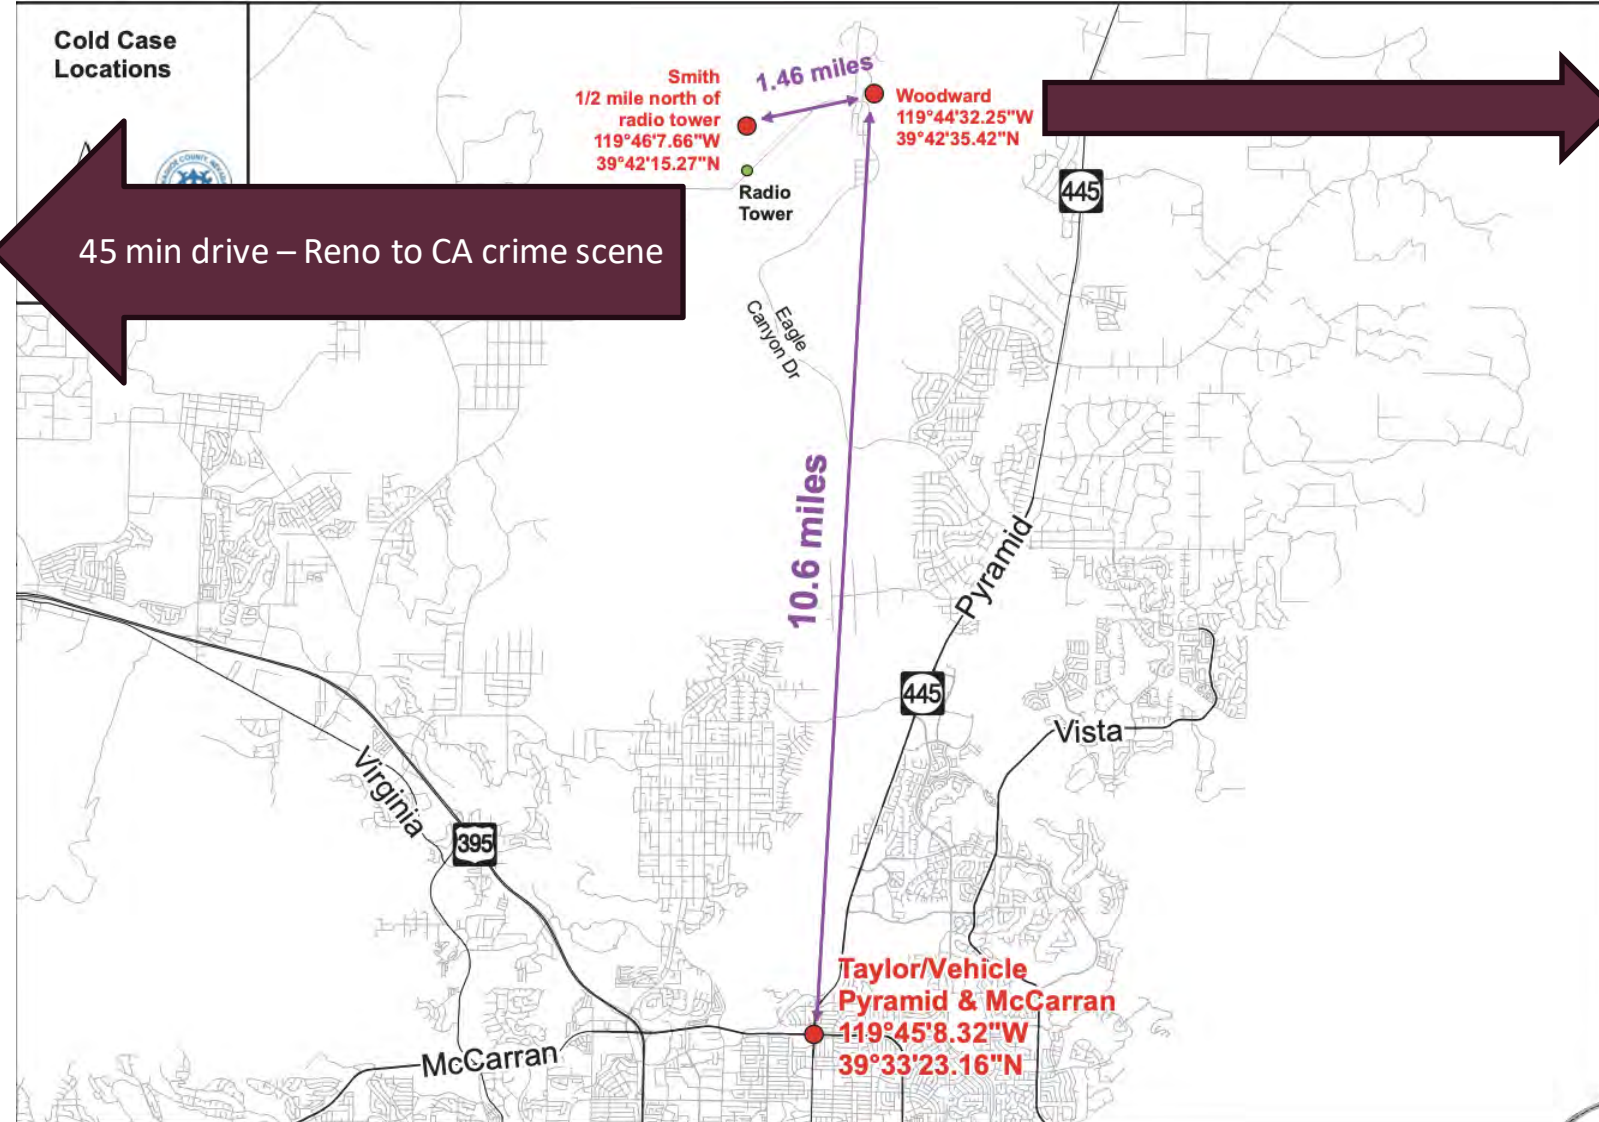 Cold Case
Locations
Smith
1/2 mile north of
radio tower
119°46'7.66"W
39°42'15.27"N
1.46 miles
Woodward
119°44'32.25"W
39°42'35.42"N
Radio
Tower
445
45 min drive – Reno to CA crime scene
Eagle
Canyon Dr
10.6 miles
Pyramid
445
Vista
Virginia
395
Taylor/Vehicle
Pyramid & McCarran
119°45'8.32"W
39°33'23.16"N
McCarran